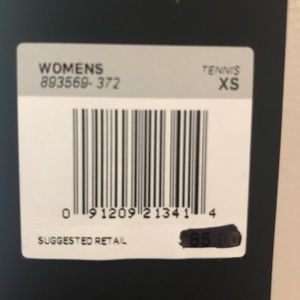 WOMENS TENNIS
893569-372 XS
0 91209 21341 4
SUGGESTED RETAIL